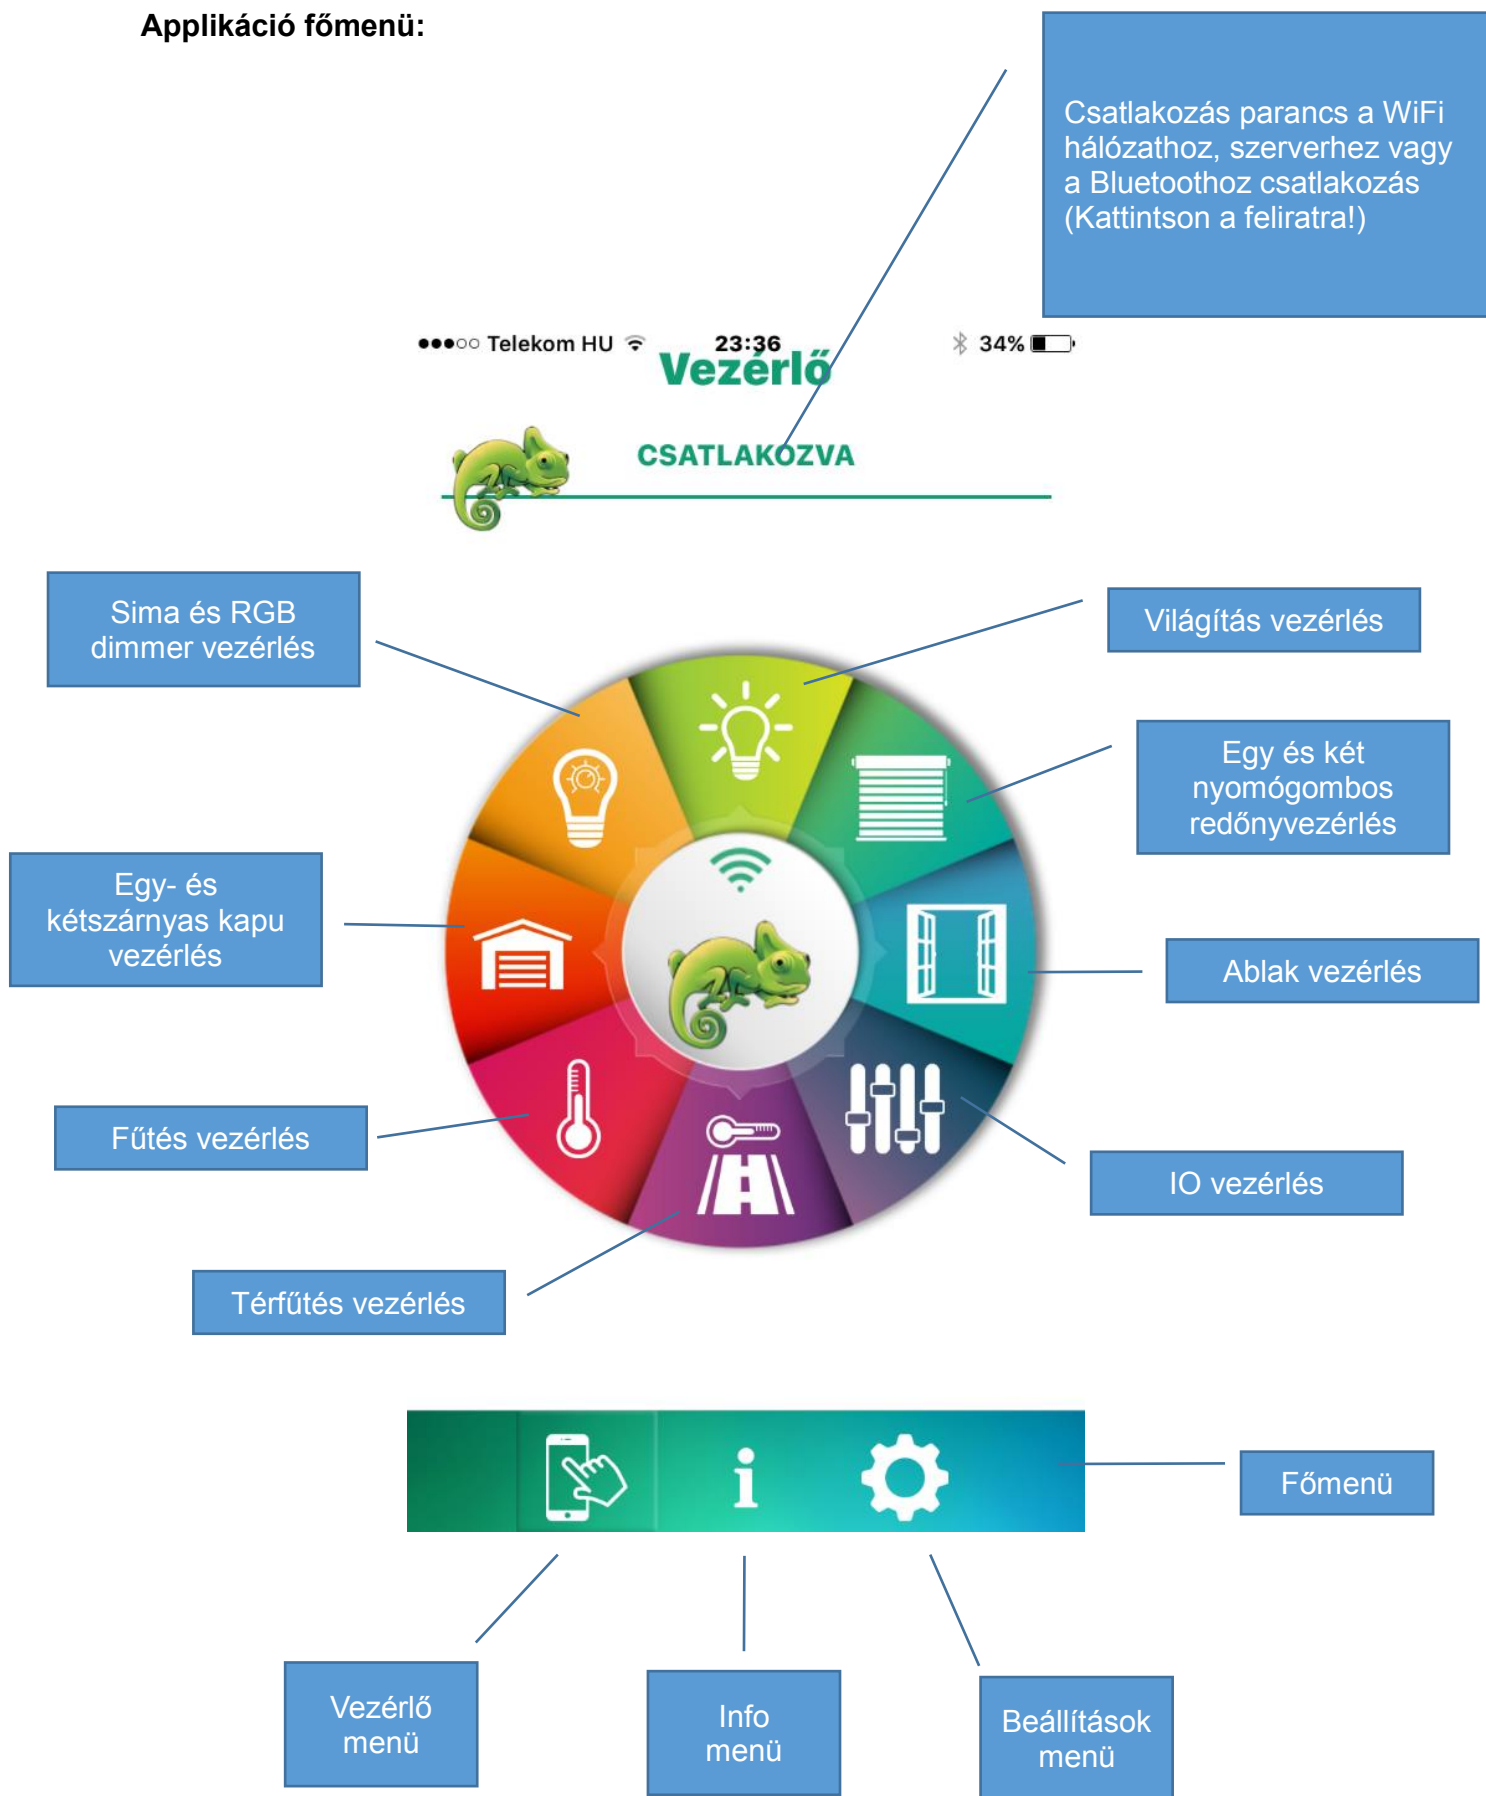 Applikáció főmenü:
Csatlakozás parancs a WiFi
hálózathoz, szerverhez vagy
a Bluetoothoz csatlakozás
(Kattintson a feliratra!)
Telekom HU 23:36 34%
Vezérlő
CSATLAKOZVA
Sima és RGB
dimmer vezérlés
Világítás vezérlés
Egy és két
nyomógombos
redőnyvezérlés
Egy- és
kétszárnyas kapu
vezérlés
Ablak vezérlés
Fűtés vezérlés
IO vezérlés
Térfűtés vezérlés
Főmenü
Vezérlő
menü
Info
menü
Beállítások
menü